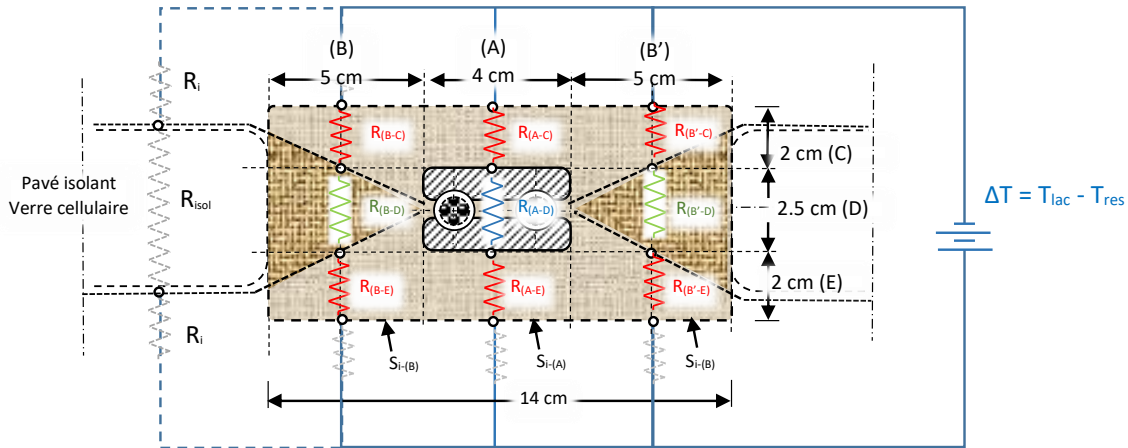 (B)
(A)
(B’)
5 cm
4 cm
5 cm
Ri
R(B-C)
R(A-C)
R(B’-C)
2 cm (C)
Pavé isolant
Verre cellulaire
Risol
R(B-D)
R(A-D)
R(B’-D)
2.5 cm (D)
ΔT = Tlac - Tres
R(B-E)
R(A-E)
R(B’-E)
2 cm (E)
Ri
Si-(B)
Si-(A)
Si-(B)
14 cm